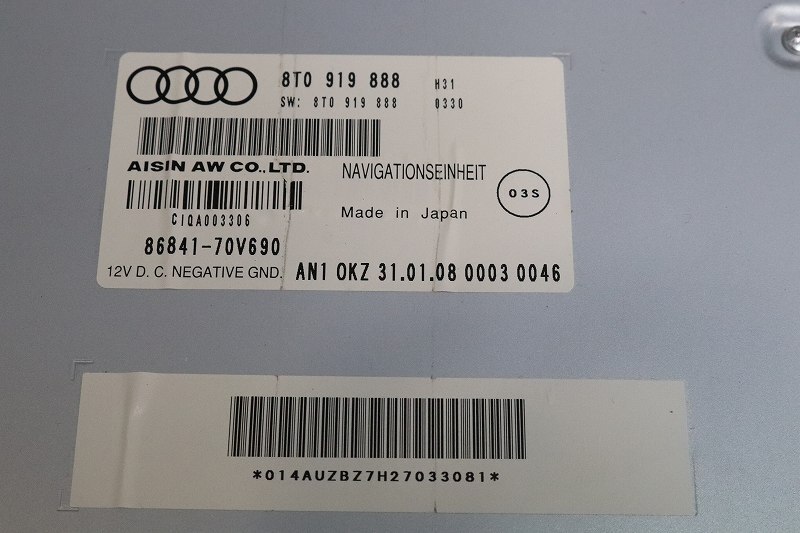 8T0 919 888 H31
SW: 8T0 919 888 0330
AISIN AW CO.,LTD. NAVIGATIONSEINHEIT
03S
CIQA003306 Made in Japan
86841-70V690
12V D. C. NEGATIVE GND. AN1 0KZ 31.01.08 0003 0046
*014AUZBZ7H27033081*